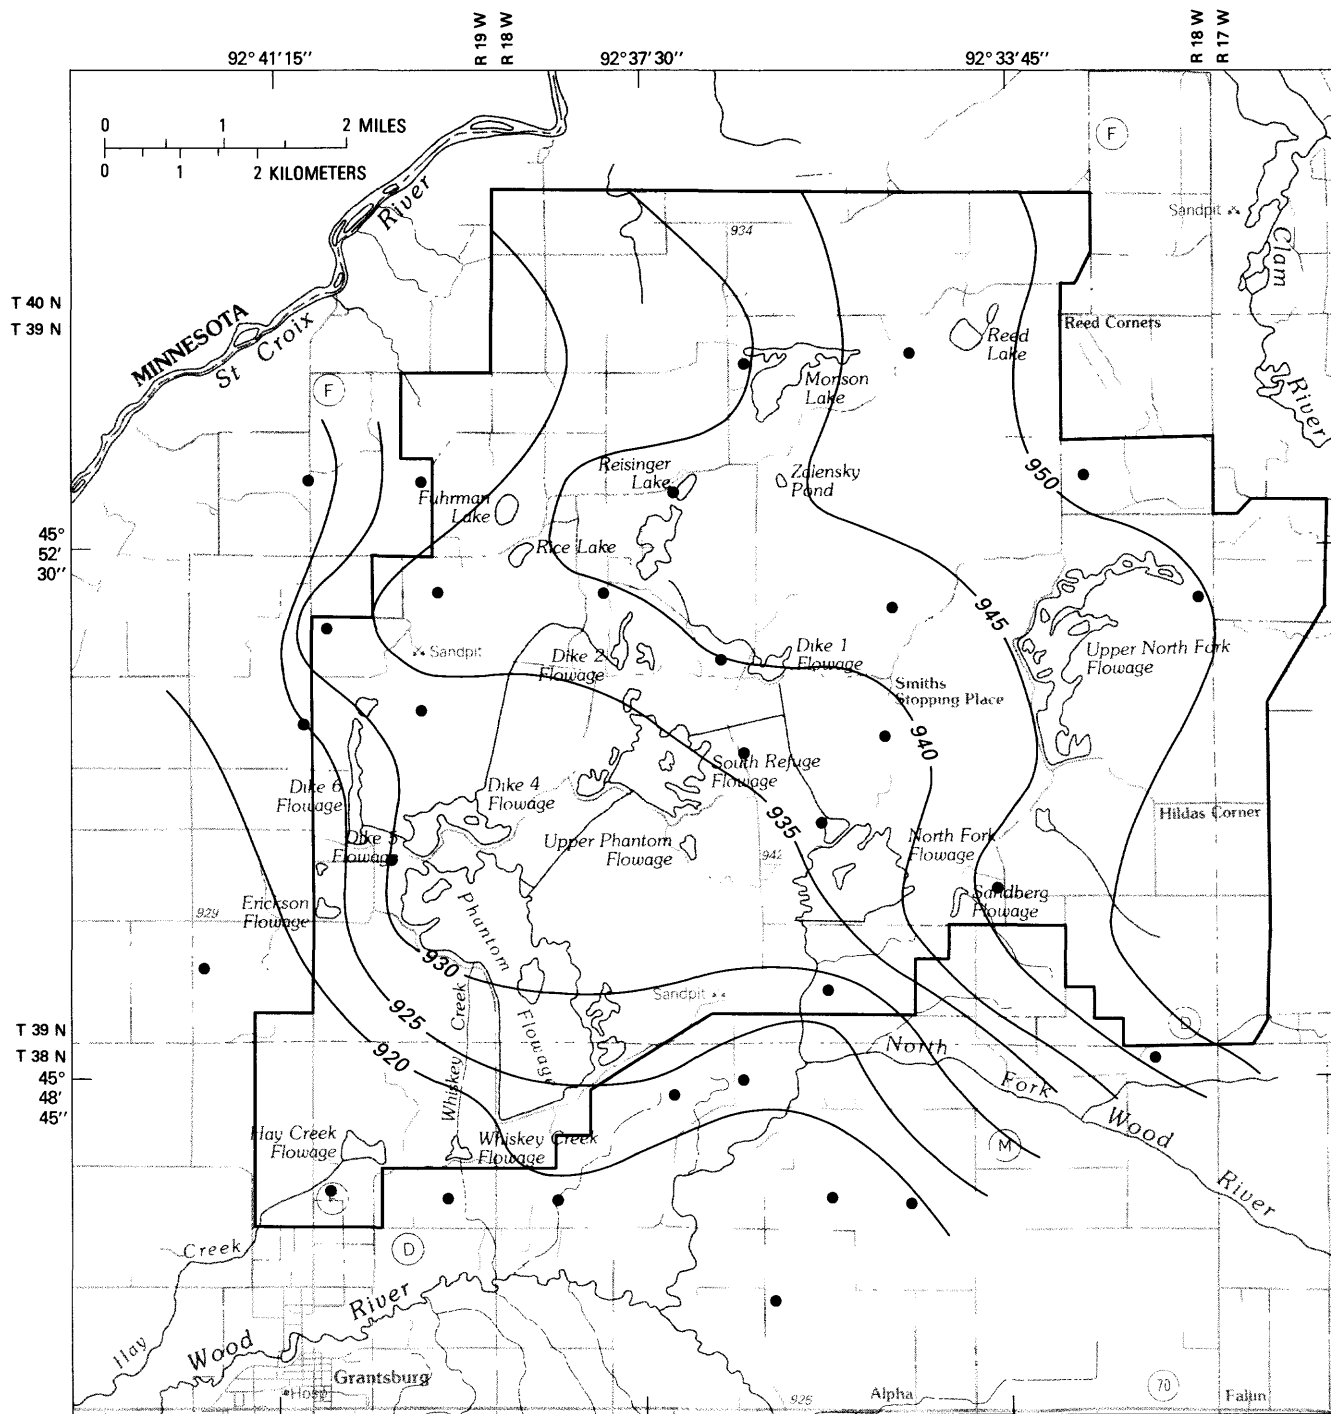 R 19 W
R 18 W
R 18 W
R 17 W
92° 41' 15"
92° 37' 30"
92° 33' 45"
0 1 2 MILES
0 1 2 KILOMETERS
F
934
Sandpit
Clam
River
River
T 40 N
T 39 N
MINNESOTA
St Croix
F
Reed
Lake
Reed Corners
Monson
Lake
Reisinger
Lake
Zalensky
Pond
950
Fuhrman
Lake
45°
52'
30"
Rice Lake
945
Sandpit
Dike 2
Flowage
Dike 1
Flowage
Upper North Fork
Flowage
Smiths
Stopping Place
940
South Refuge
Flowage
Dike 6
Flowage
Dike 4
Flowage
935
Hildas Corner
Dike 5
Flowage
Upper Phantom
Flowage
942
North Fork
Flowage
Sandberg
Flowage
Erickson
Flowage
929
Phantom
Flowage
930
Sandpit
925
Whiskey Creek
T 39 N
T 38 N
D
920
North
Fork
Wood
River
45°
48'
45"
Hay Creek
Flowage
Whiskey Creek
Flowage
M
D
Creek
Hay
Wood
River
Grantsburg
Hosp
925
Alpha
70
Falun